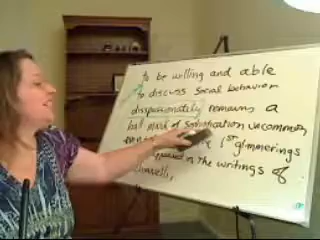 to be willing and able
to discuss social behavior
dispassionately remains a
hall mark of sophistication uncommon
1st glimmerings
in the writings of